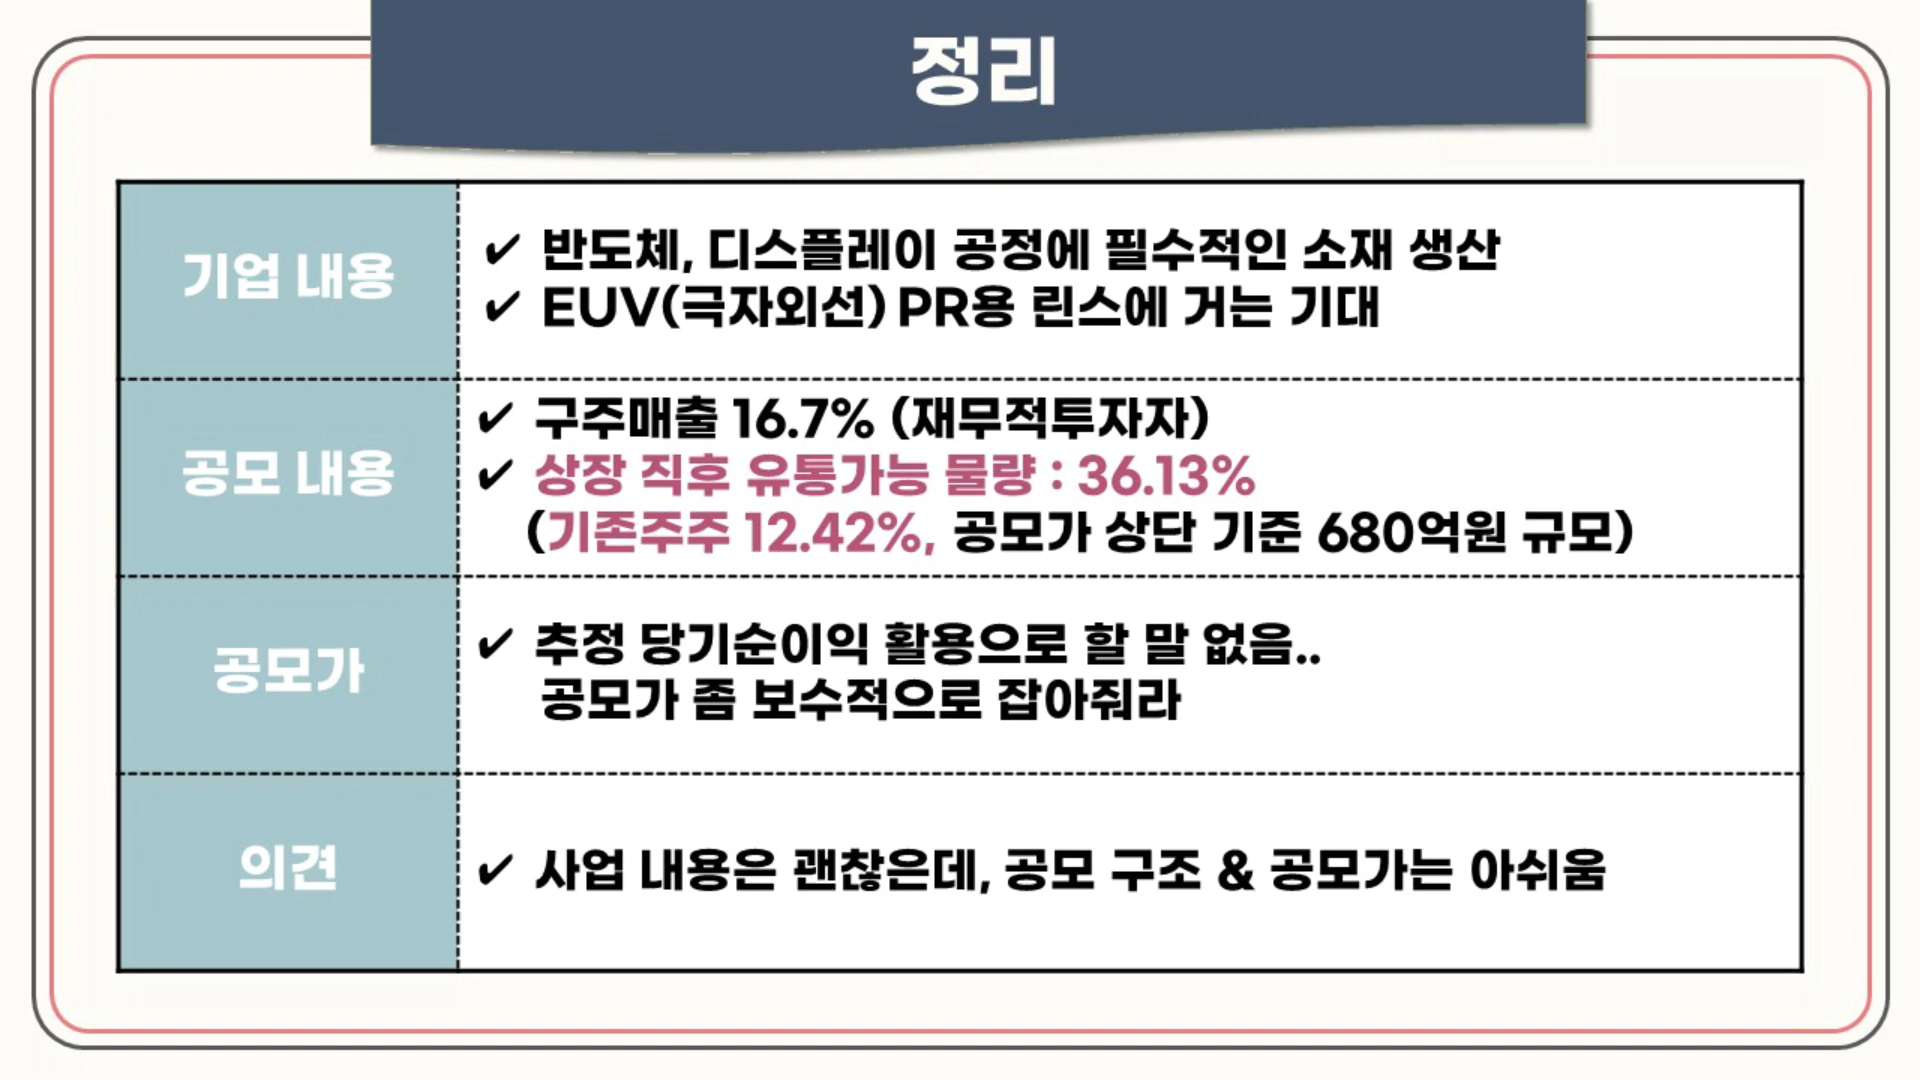 정리
기업 내용
✔ 반도체, 디스플레이 공정에 필수적인 소재 생산
✔ EUV(극자외선) PR용 린스에 거는 기대
공모 내용
✔ 구주매출 16.7% (재무적투자자)
✔ 상장 직후 유통가능 물량 : 36.13%
(기존주주 12.42%, 공모가 상단 기준 680억원 규모)
공모가
✔ 추정 당기순이익 활용으로 할 말 없음..
공모가 좀 보수적으로 잡아줘라
의견
✔ 사업 내용은 괜찮은데, 공모 구조 & 공모가는 아쉬움